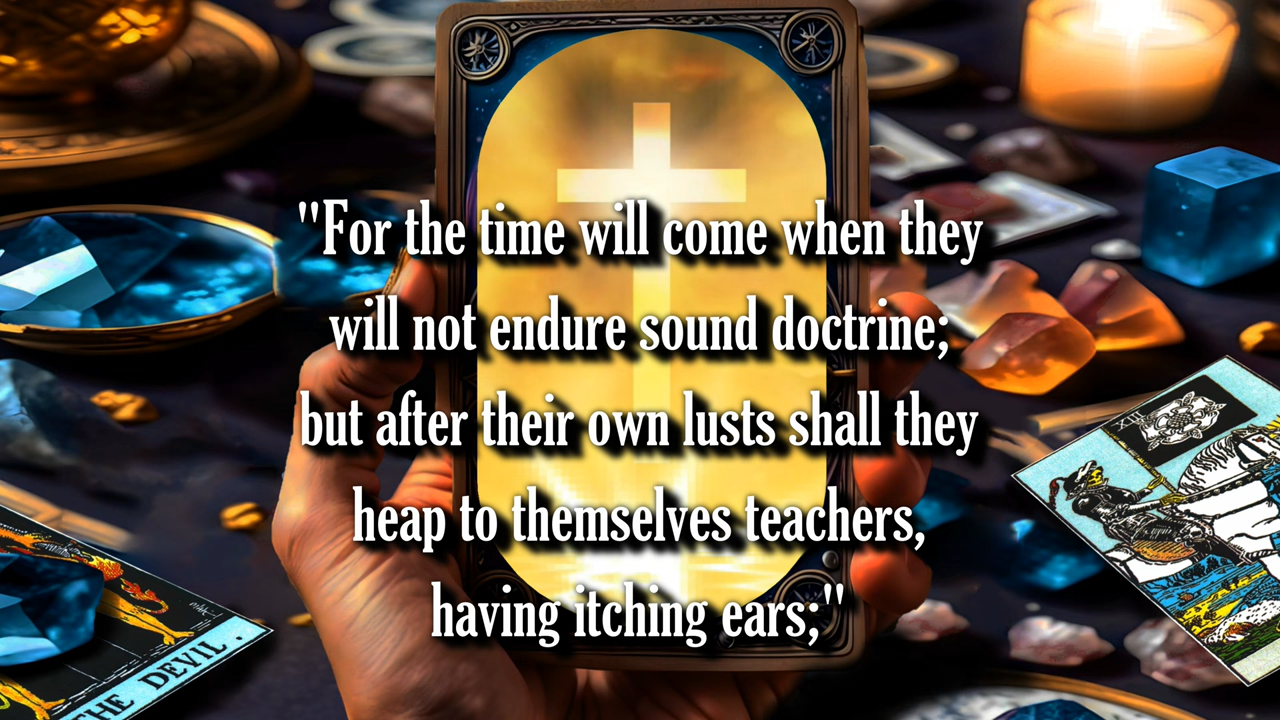 "For the time will come when they
will not endure sound doctrine;
but after their own lusts shall they
heap to themselves teachers,
having itching ears;"
XIII
THE DEVIL.